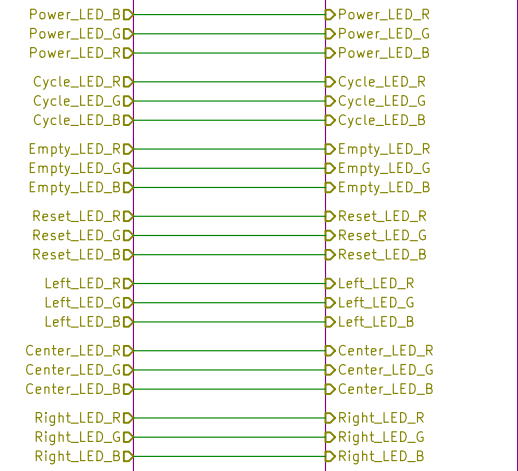 Power_LED_B Power_LED_R
Power_LED_G Power_LED_G
Power_LED_R Power_LED_B
Cycle_LED_R Cycle_LED_R
Cycle_LED_G Cycle_LED_G
Cycle_LED_B Cycle_LED_B
Empty_LED_R Empty_LED_R
Empty_LED_G Empty_LED_G
Empty_LED_B Empty_LED_B
Reset_LED_R Reset_LED_R
Reset_LED_G Reset_LED_G
Reset_LED_B Reset_LED_B
Left_LED_R Left_LED_R
Left_LED_G Left_LED_G
Left_LED_B Left_LED_B
Center_LED_R Center_LED_R
Center_LED_G Center_LED_G
Center_LED_B Center_LED_B
Right_LED_R Right_LED_R
Right_LED_G Right_LED_G
Right_LED_B Right_LED_B